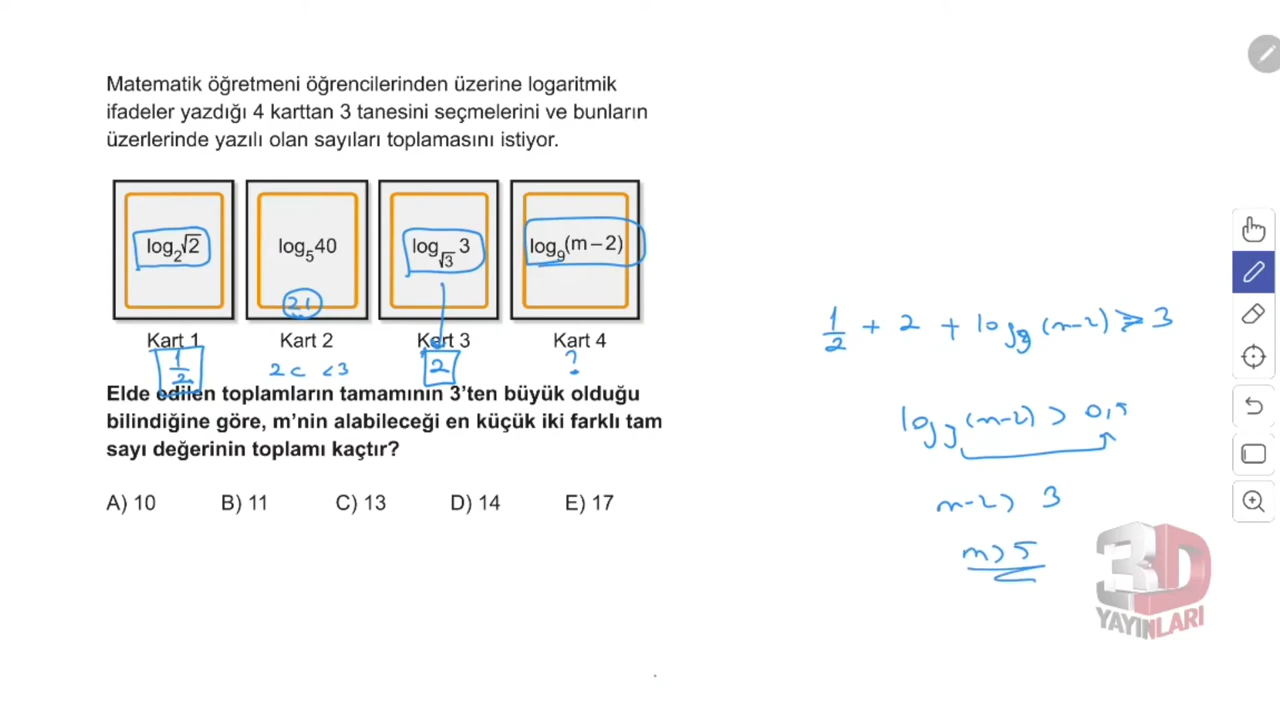 Matematik öğretmeni öğrencilerinden üzerine logaritmik
ifadeler yazdığı 4 karttan 3 tanesini seçmelerini ve bunların
üzerlerinde yazılı olan sayıları toplamasını istiyor.
log₂√2 log₅40 log_√3 3 log₉(m−2)
21
Kart 1 Kart 2 Kart 3 Kart 4
1/2 2< <3 2 ?
Elde edilen toplamların tamamının 3'ten büyük olduğu
bilindiğine göre, m'nin alabileceği en küçük iki farklı tam
sayı değerinin toplamı kaçtır?
A) 10 B) 11 C) 13 D) 14 E) 17
1/2 + 2 + log₉(m-2) > 3
log₉(m-2) > 0,5
m-2 > 3
m > 5
3D
YAYINLARI